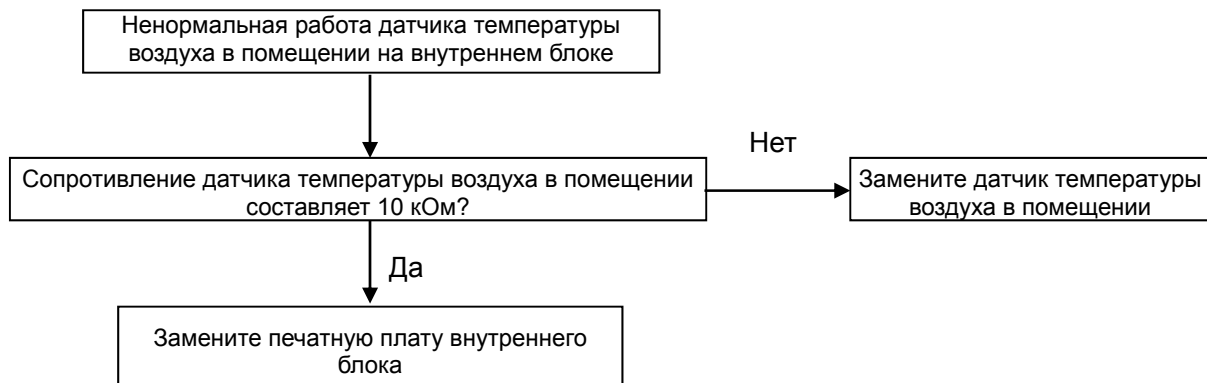 Ненормальная работа датчика температуры
воздуха в помещении на внутреннем блоке
Нет
Сопротивление датчика температуры воздуха в помещении
составляет 10 кОм?
Замените датчик температуры
воздуха в помещении
Да
Замените печатную плату внутреннего
блока